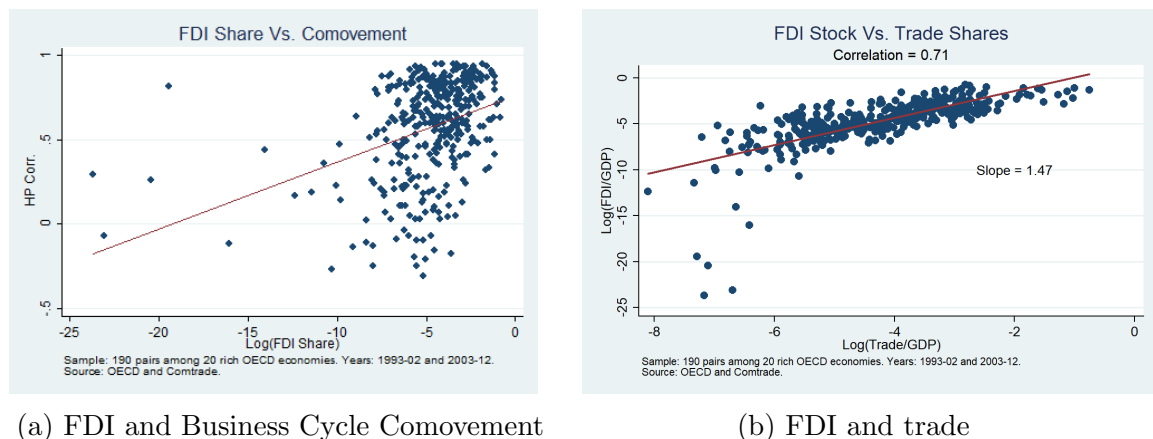 FDI Share Vs. Comovement
1
.5
0
-.5
HP Corr.
-25
-20
-15
-10
-5
0
Log(FDI Share)
Sample: 190 pairs among 20 rich OECD economies. Years: 1993-02 and 2003-12.
Source: OECD and Comtrade.
(a) FDI and Business Cycle Comovement
FDI Stock Vs. Trade Shares
Correlation = 0.71
0
-5
-10
-15
-20
-25
Log(FDI/GDP)
Slope = 1.47
-8
-6
-4
-2
0
Log(Trade/GDP)
Sample: 190 pairs among 20 rich OECD economies. Years: 1993-02 and 2003-12.
Source: OECD and Comtrade.
(b) FDI and trade